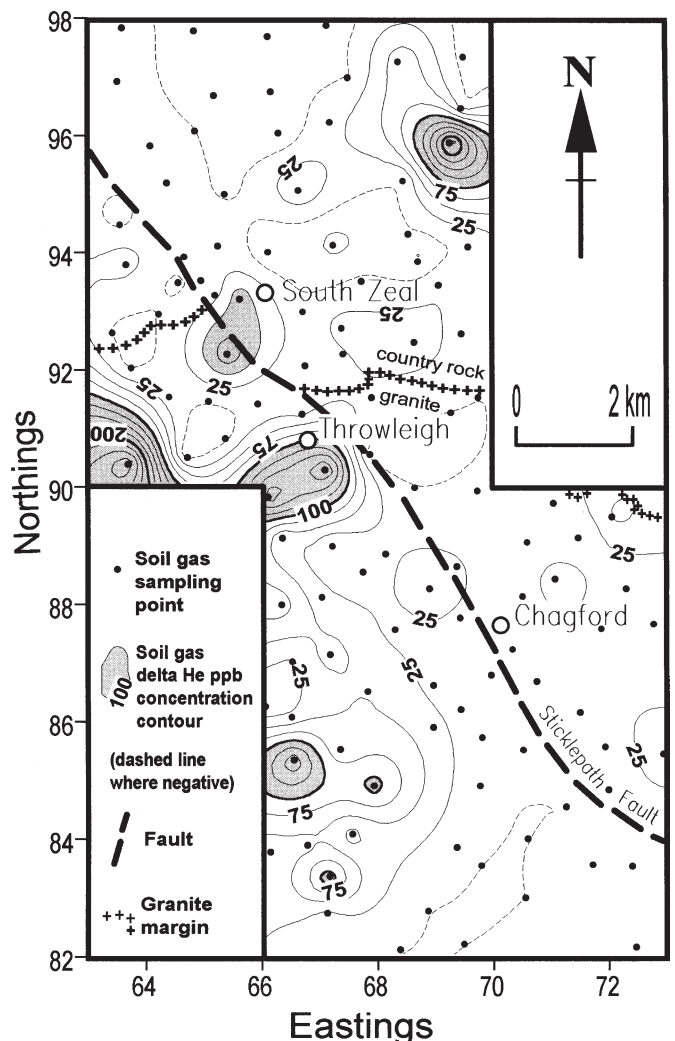 98
96
94
92
90
88
86
84
82
Northings
64
66
68
70
72
Eastings
N
0 2 km
25
75
25
South Zeal
25
25
25
country rock
granite
200
75
Throwleigh
100
25
25
Chagford
25
25
25
Sticklepath Fault
75
75
Soil gas
sampling
point
Soil gas
delta He ppb
concentration
contour
100
(dashed line
where negative)
Fault
Granite
margin